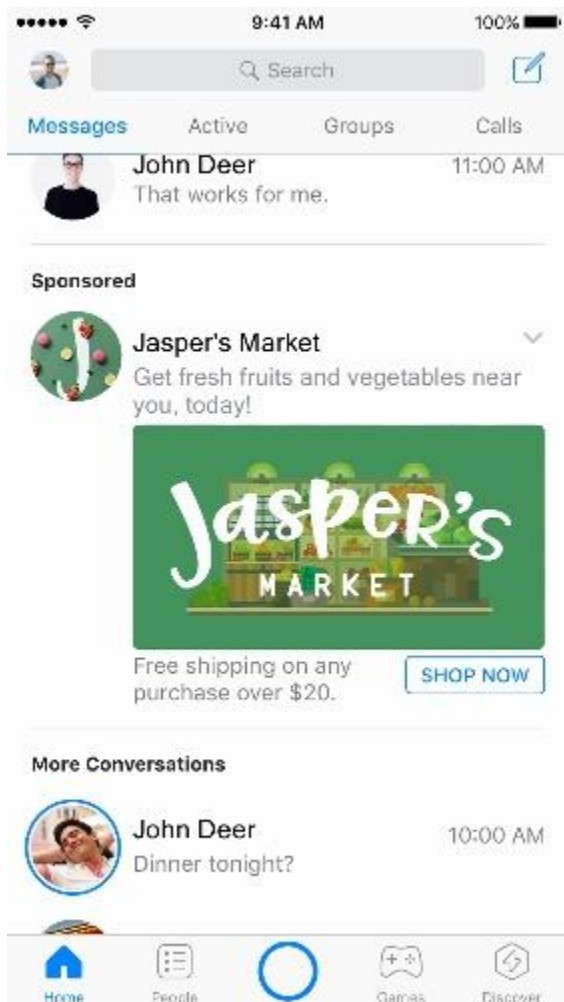 9:41 AM
100%
Search
Messages Active Groups Calls
John Deer 11:00 AM
That works for me.
Sponsored
J
Jasper's Market
Get fresh fruits and vegetables near
you, today!
Jasper's
MARKET
Free shipping on any
purchase over $20.
SHOP NOW
More Conversations
John Deer 10:00 AM
Dinner tonight?
Home People Games Discover